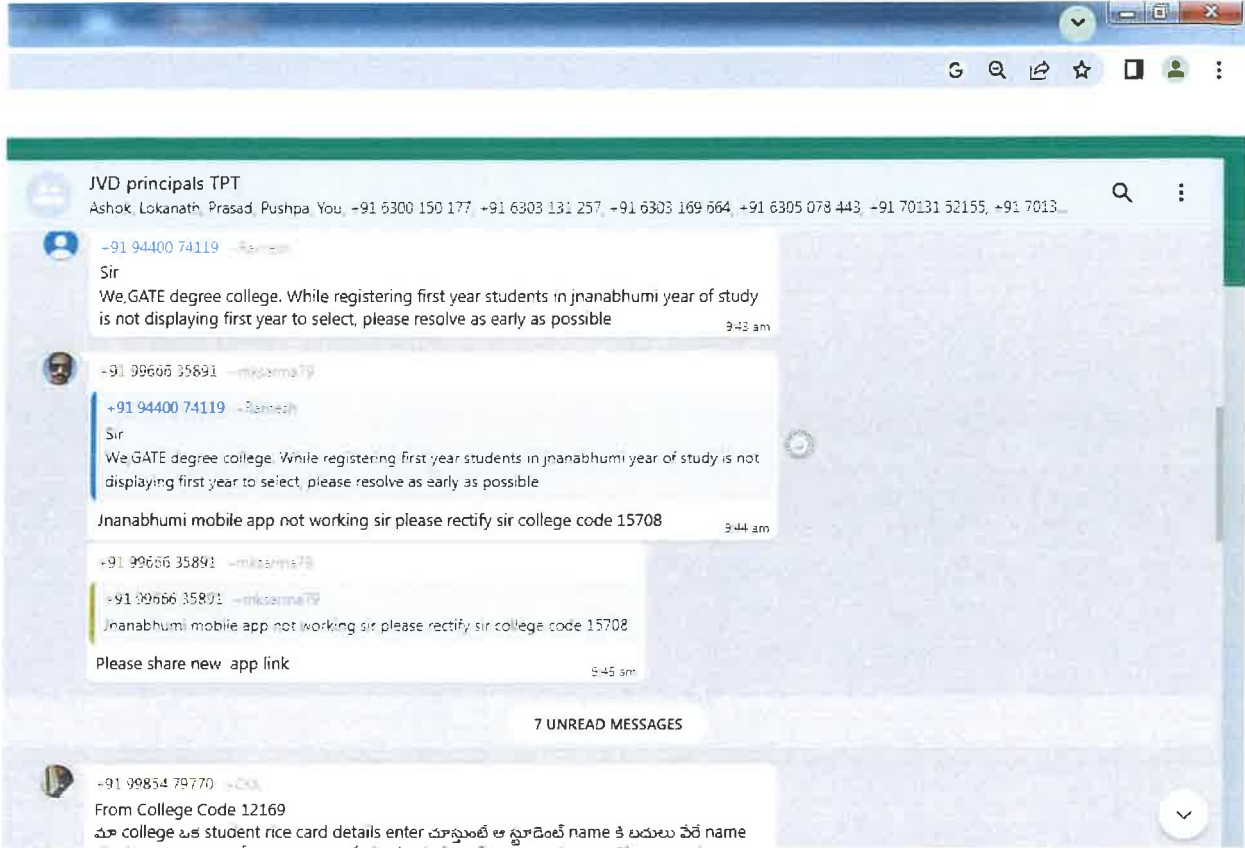 JVD principals TPT
Ashok, Lokanath, Prasad, Pushpa, You, +91 6300 150 177, +91 6303 131 257, +91 6303 169 664, +91 6305 078 443, +91 70131 52155, +91 7013...
+91 94400 74119 ~Ramesh
Sir
We,GATE degree college. While registering first year students in jnanabhumi year of study
is not displaying first year to select, please resolve as early as possible
9:43 am
+91 99666 35891 ~mksarma79
+91 94400 74119 ~Ramesh
Sir
We,GATE degree college. While registering first year students in jnanabhumi year of study is not
displaying first year to select, please resolve as early as possible
Jnanabhumi mobile app not working sir please rectify sir college code 15708
9:44 am
+91 99666 35891 ~mksarma79
+91 99666 35891 ~mksarma79
Jnanabhumi mobile app not working sir please rectify sir college code 15708
Please share new app link
9:45 am
7 UNREAD MESSAGES
+91 99854 79770
From College Code 12169
మా college ఒక student rice card details enter చూస్తుంటే ఆ స్టూడెంట్ name కి బదులు వేరే name